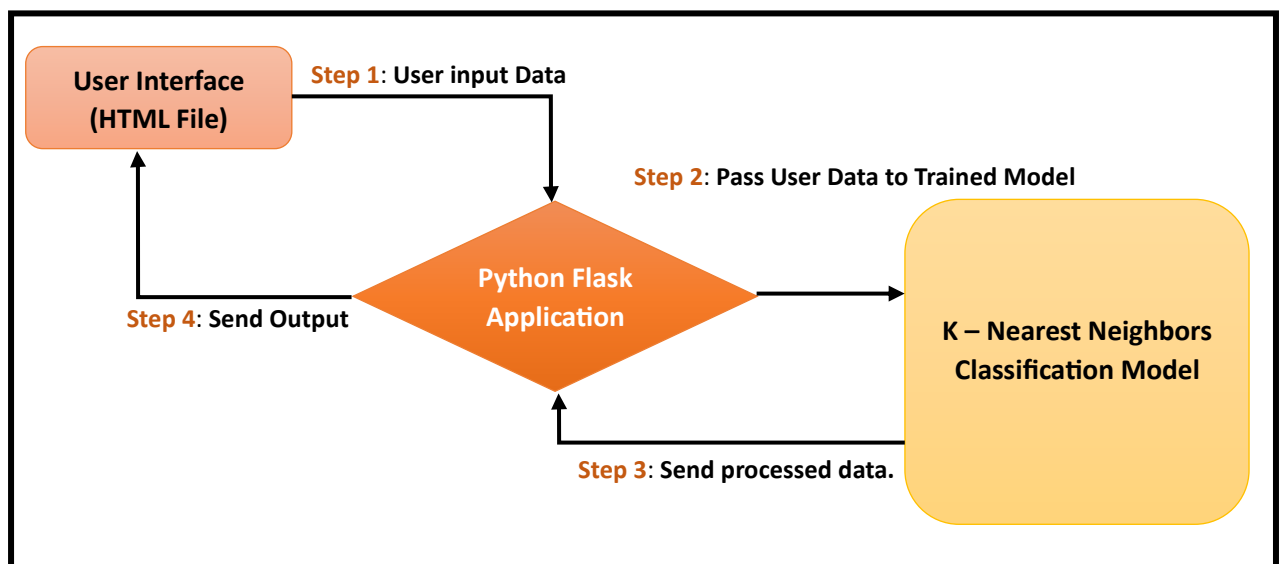 User Interface
(HTML File)
Step 1: User input Data
Step 2: Pass User Data to Trained Model
Python Flask
Application
Step 4: Send Output
K – Nearest Neighbors
Classification Model
Step 3: Send processed data.